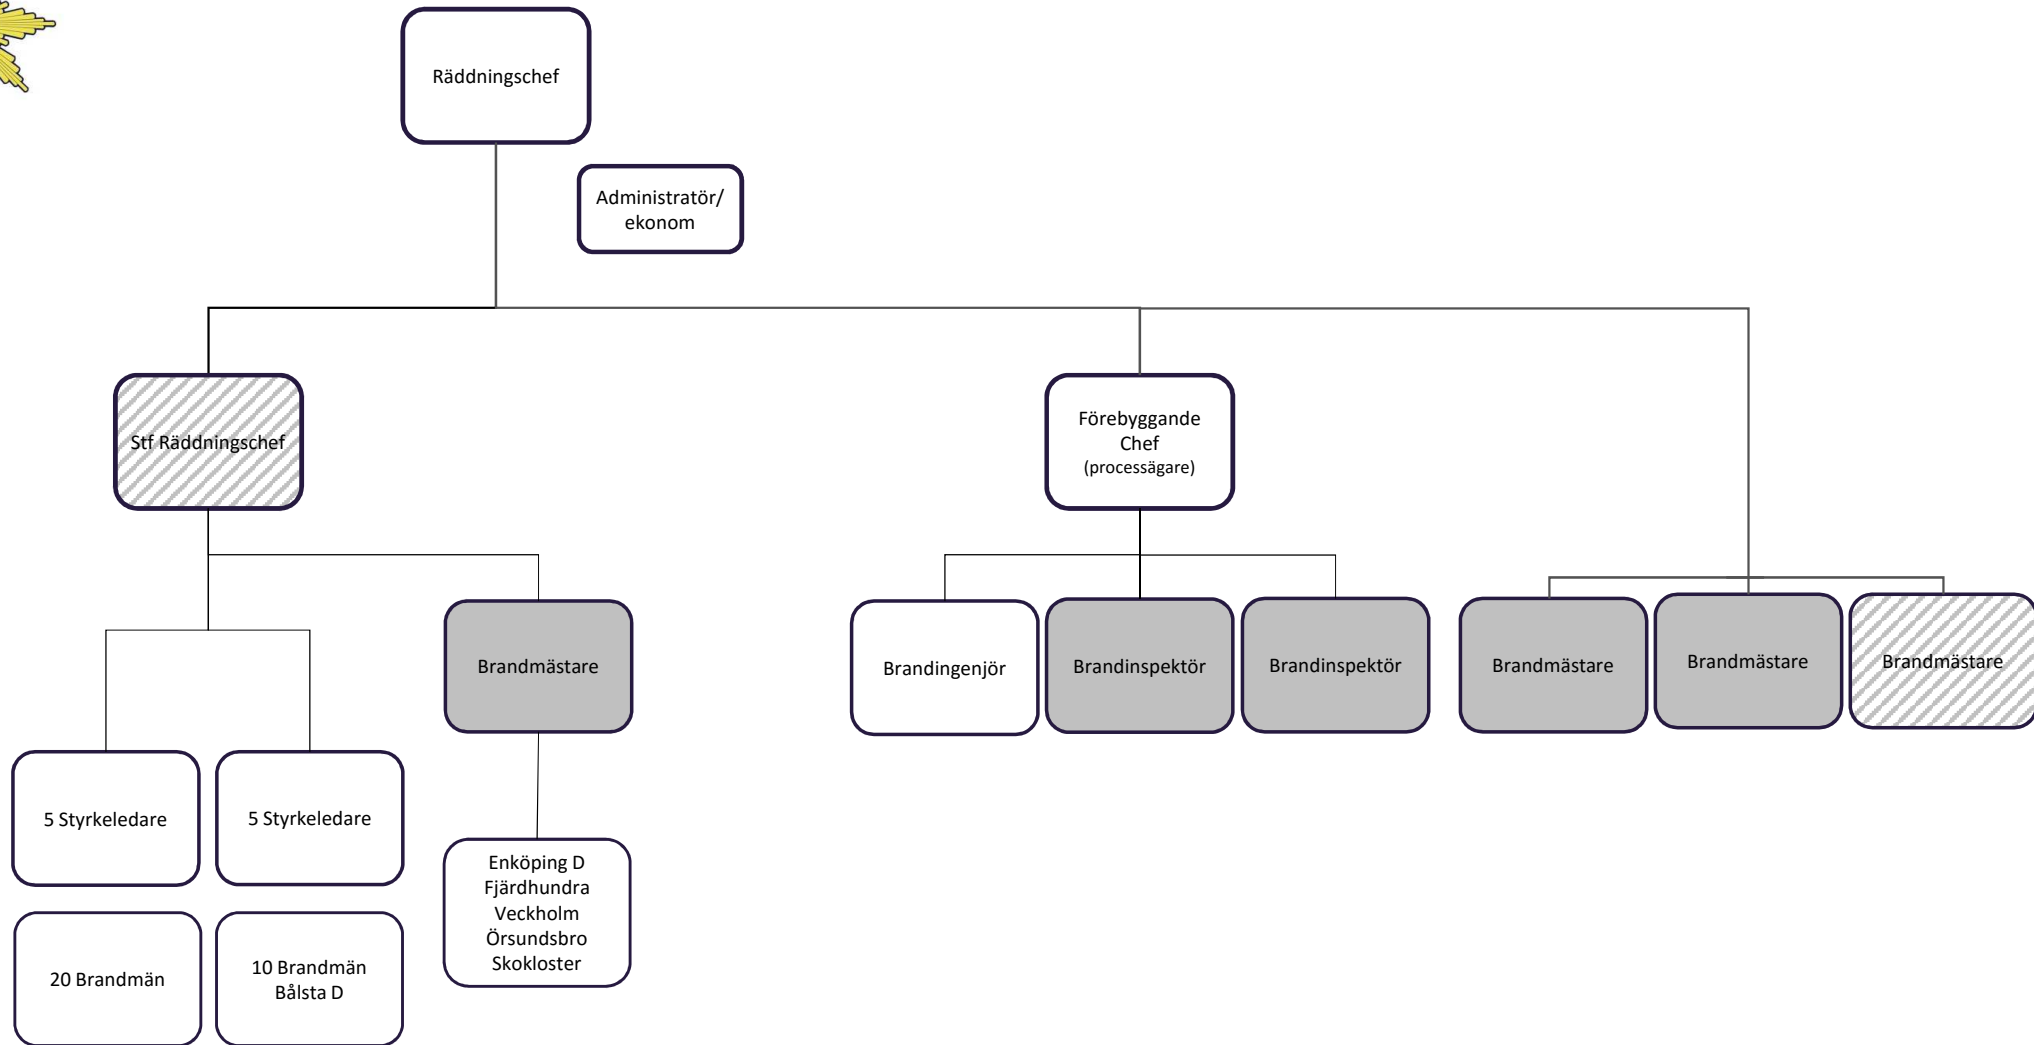 Räddningschef
Administratör/
ekonom
Stf Räddningschef
Förebyggande
Chef
(processägare)
Brandmästare
Brandingenjör
Brandinspektör
Brandinspektör
Brandmästare
Brandmästare
Brandmästare
5 Styrkeledare
5 Styrkeledare
Enköping D
Fjärdhundra
Veckholm
Örsundsbro
Skokloster
20 Brandmän
10 Brandmän
Bålsta D